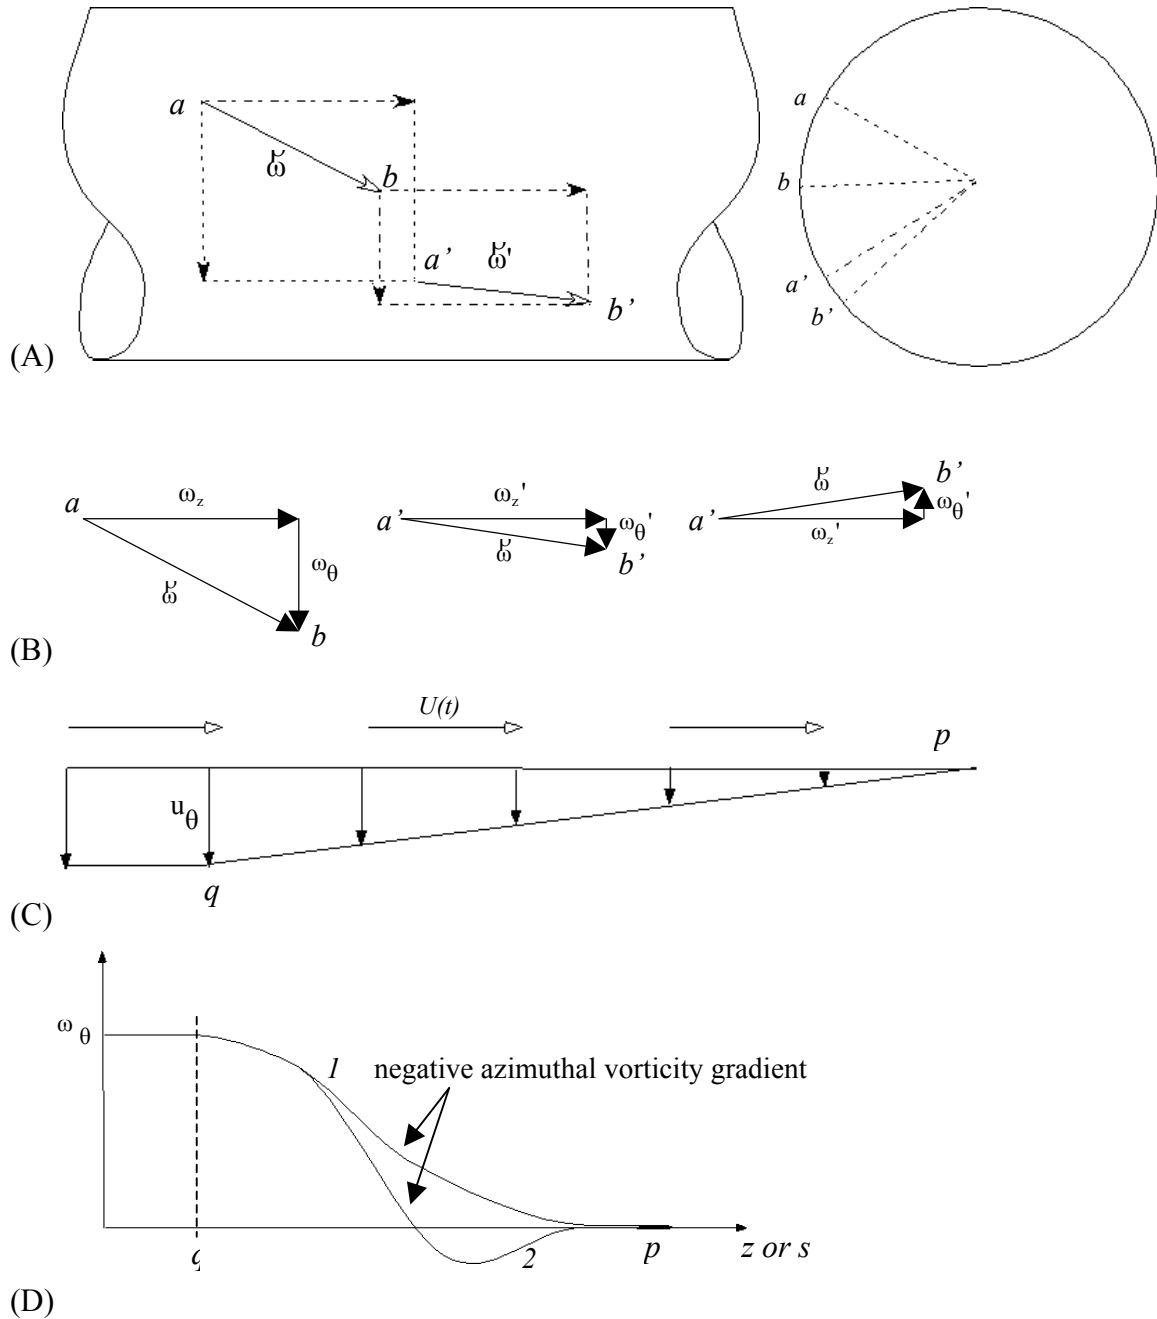 a
b
ω
a’
ω'
b’
(A)
a
b
a’
b’
a
ω_z
ω_θ
ω
b
a’
ω_z'
ω_θ'
ω
b’
a’
ω
b’
ω_θ'
ω_z'
(B)
U(t)
p
u_θ
q
(C)
ω_θ
1 negative azimuthal vorticity gradient
2
p
z or s
(D)